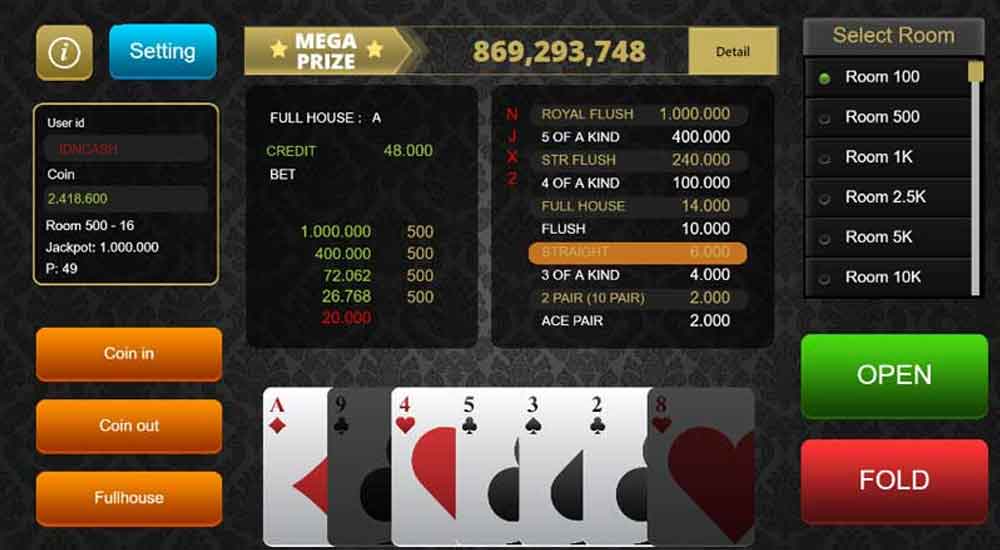 i
Setting
MEGA
PRIZE
869,293,748
Detail
Select Room
Room 100
Room 500
Room 1K
Room 2.5K
Room 5K
Room 10K
User id
IDNCASH
Coin
2.418.600
Room 500 - 16
Jackpot: 1.000.000
P: 49
FULL HOUSE : A
CREDIT 48.000
BET
1.000.000 500
400.000 500
72.062 500
26.768 500
20.000
N
J
X
2
ROYAL FLUSH 1.000.000
5 OF A KIND 400.000
STR FLUSH 240.000
4 OF A KIND 100.000
FULL HOUSE 14.000
FLUSH 10.000
STRAIGHT 6.000
3 OF A KIND 4.000
2 PAIR (10 PAIR) 2.000
ACE PAIR 2.000
Coin in
Coin out
Fullhouse
A 9 4 5 3 2 8
OPEN
FOLD